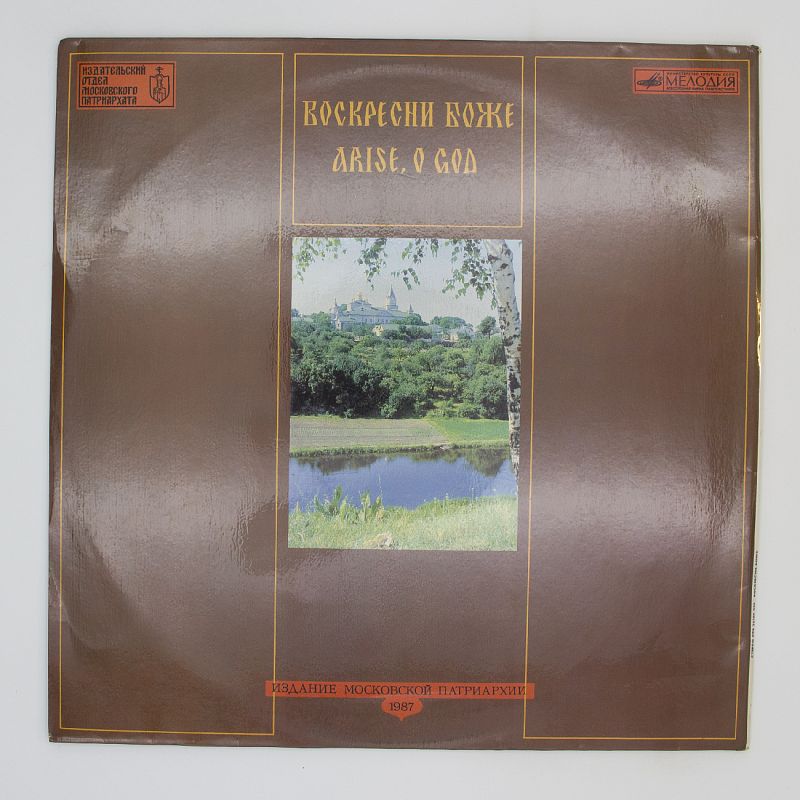 ИЗДАТЕЛЬСКИЙ
ОТДЕЛ
МОСКОВСКОГО
ПАТРИАРХАТА
МЕЛОДИЯ
ВОСКРЕСНИ БОЖЕ
ARISE, O GOD
ИЗДАНИЕ МОСКОВСКОЙ ПАТРИАРХИИ
1987